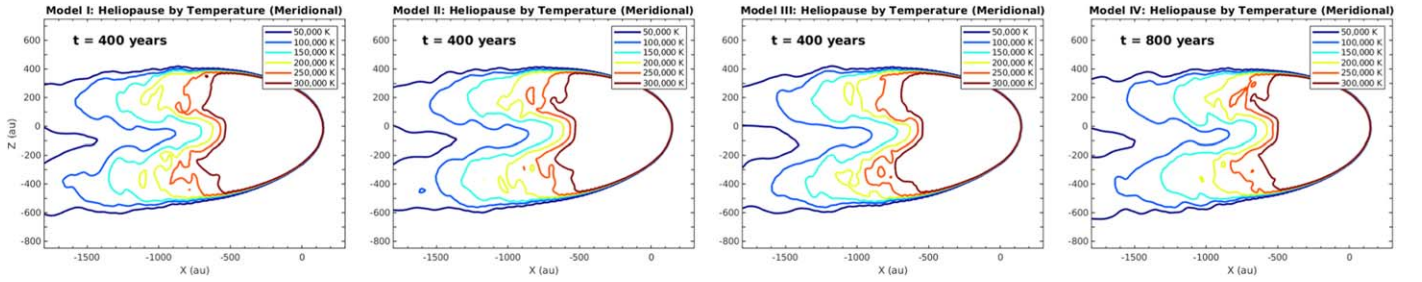 Model I: Heliopause by Temperature (Meridional)
t = 400 years
50,000 K
100,000 K
150,000 K
200,000 K
250,000 K
300,000 K
Z (au)
600
400
200
0
-200
-400
-600
-800
-1500
-1000
-500
0
X (au)
Model II: Heliopause by Temperature (Meridional)
t = 400 years
50,000 K
100,000 K
150,000 K
200,000 K
250,000 K
300,000 K
600
400
200
0
-200
-400
-600
-800
-1500
-1000
-500
0
X (au)
Model III: Heliopause by Temperature (Meridional)
t = 400 years
50,000 K
100,000 K
150,000 K
200,000 K
250,000 K
300,000 K
600
400
200
0
-200
-400
-600
-800
-1500
-1000
-500
0
X (au)
Model IV: Heliopause by Temperature (Meridional)
t = 800 years
50,000 K
100,000 K
150,000 K
200,000 K
250,000 K
300,000 K
600
400
200
0
-200
-400
-600
-800
-1500
-1000
-500
0
X (au)